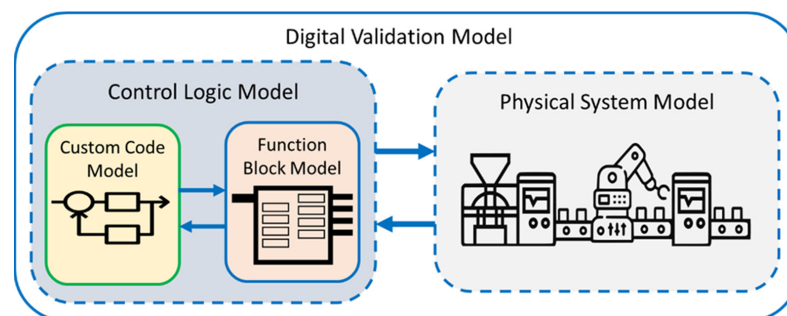 Digital Validation Model
Control Logic Model
Physical System Model
Custom Code
Model
Function
Block Model